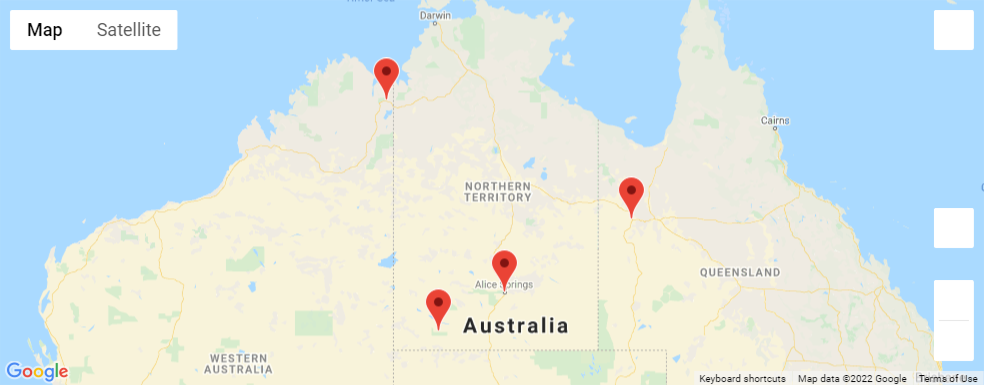 Darwin
Map
Satellite
Cairns
NORTHERN
TERRITORY
QUEENSLAND
Alice Springs
Australia
WESTERN
AUSTRALIA
Google
Keyboard shortcuts
Map data ©2022 Google
Terms of Use